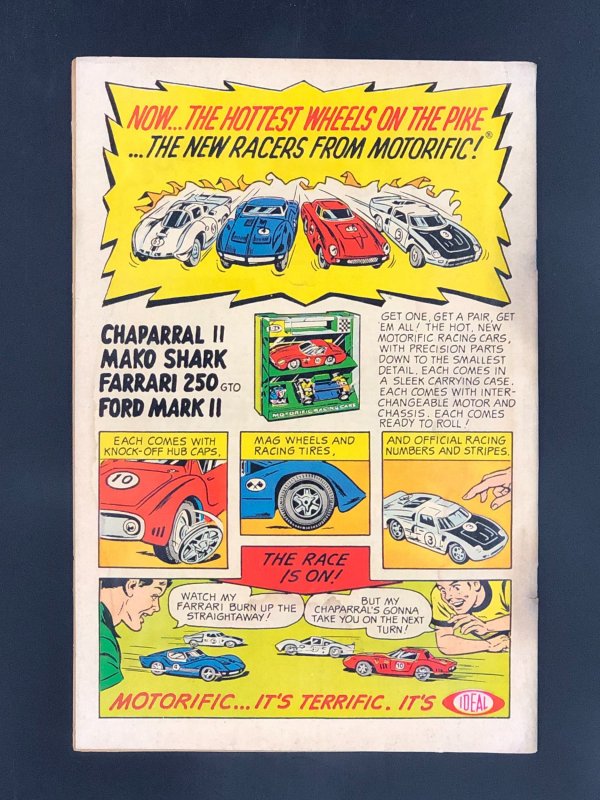 NOW...THE HOTTEST WHEELS ON THE PIKE
...THE NEW RACERS FROM MOTORIFIC!®
CHAPARRAL II
MAKO SHARK
FARRARI 250 GTO
FORD MARK II
MOTORIFIC RACING CARS
GET ONE, GET A PAIR, GET
'EM ALL! THE HOT, NEW
MOTORIFIC RACING CARS,
WITH PRECISION PARTS
DOWN TO THE SMALLEST
DETAIL. EACH COMES IN
A SLEEK CARRYING CASE.
EACH COMES WITH INTER-
CHANGEABLE MOTOR AND
CHASSIS. EACH COMES
READY TO ROLL!
EACH COMES WITH
KNOCK-OFF HUB CAPS,
10
MAG WHEELS AND
RACING TIRES,
AND OFFICIAL RACING
NUMBERS AND STRIPES.
3
THE RACE
IS ON!
WATCH MY
FARRARI BURN UP THE
STRAIGHTAWAY!
BUT MY
CHAPARRAL'S GONNA
TAKE YOU ON THE NEXT
TURN!
10
MOTORIFIC...IT'S TERRIFIC. IT'S IDEAL